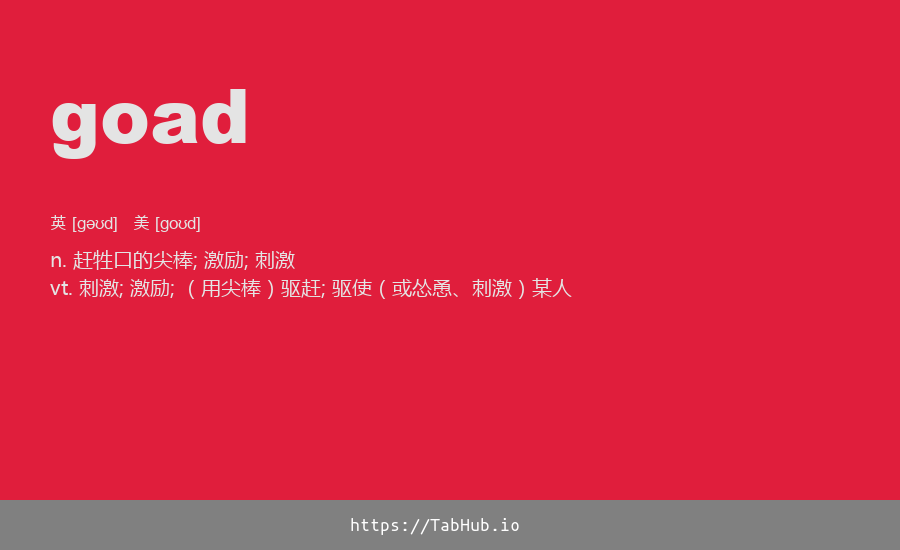 goad
英 [gəʊd] 美 [goʊd]
n. 赶牲口的尖棒; 激励; 刺激
vt. 刺激; 激励; （用尖棒）驱赶; 驱使（或怂恿、刺激）某人
https://TabHub.io